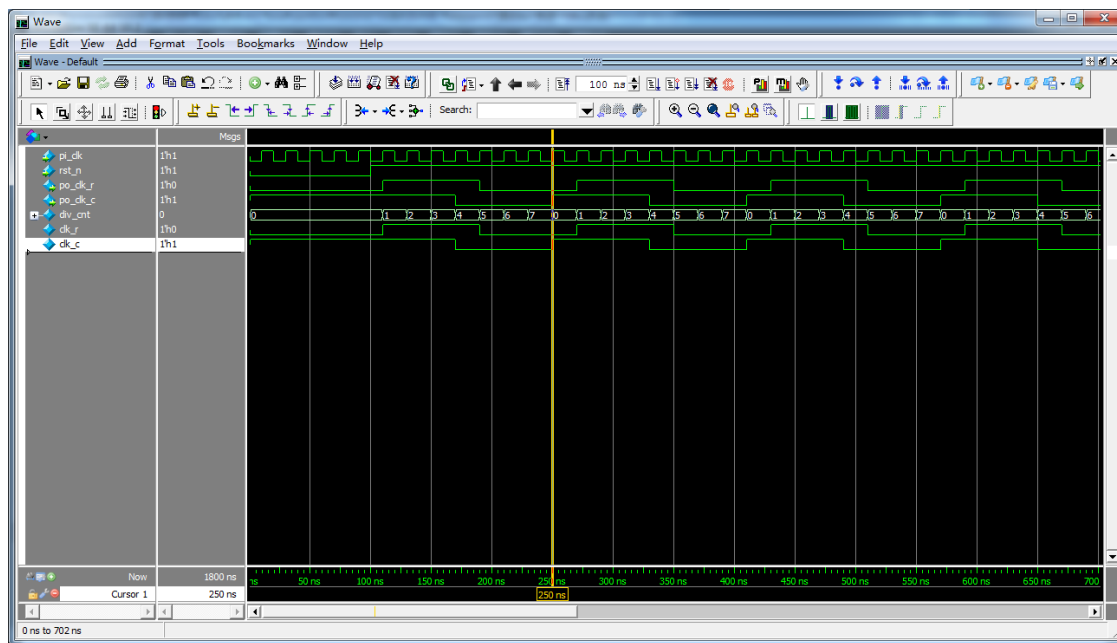 Wave
File Edit View Add Format Tools Bookmarks Window Help
Wave - Default
100 ns
Search:
Msgs
pi_clk 1'h1
rst_n 1'h1
po_clk_r 1'h0
po_clk_c 1'h1
div_cnt 0 0 1 2 3 4 5 6 7 0 1 2 3 4 5 6 7 0 1 2 3 4 5 6 7 0 1 2 3 4 5 6
clk_r 1'h0
clk_c 1'h1
Now 1800 ns ns 50 ns 100 ns 150 ns 200 ns 250 ns 300 ns 350 ns 400 ns 450 ns 500 ns 550 ns 600 ns 650 ns 700
Cursor 1 250 ns 250 ns
0 ns to 702 ns